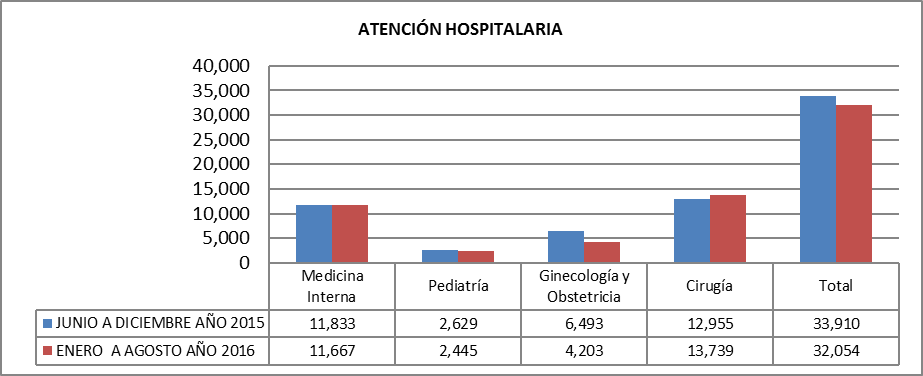 ATENCIÓN HOSPITALARIA
40,000
35,000
30,000
25,000
20,000
15,000
10,000
5,000
0
Medicina Interna Pediatría Ginecología y Obstetricia Cirugía Total
JUNIO A DICIEMBRE AÑO 2015 11,833 2,629 6,493 12,955 33,910
ENERO A AGOSTO AÑO 2016 11,667 2,445 4,203 13,739 32,054